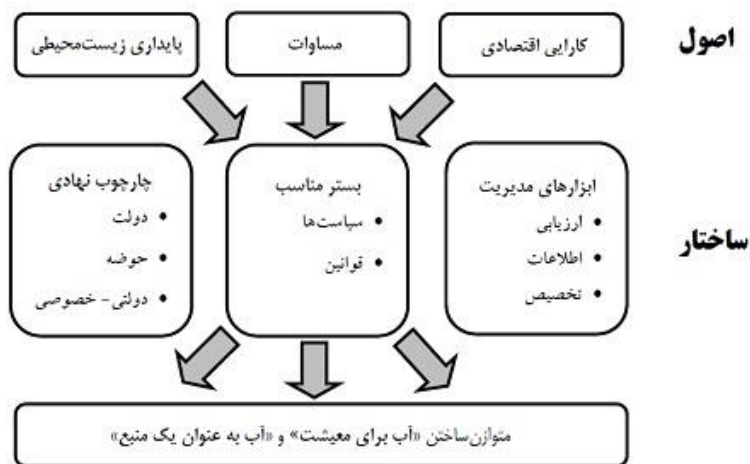 اصول
کارایی اقتصادی
مساوات
پایداری زیست‌محیطی
ساختار
ابزارهای مدیریت
• ارزیابی
• اطلاعات
• تخصیص
بستر مناسب
• سیاست‌ها
• قوانین
چارچوب نهادی
• دولت
• حوضه
• دولتی- خصوصی
متوازن‌ساختن «آب برای معیشت» و «آب به عنوان یک منبع»